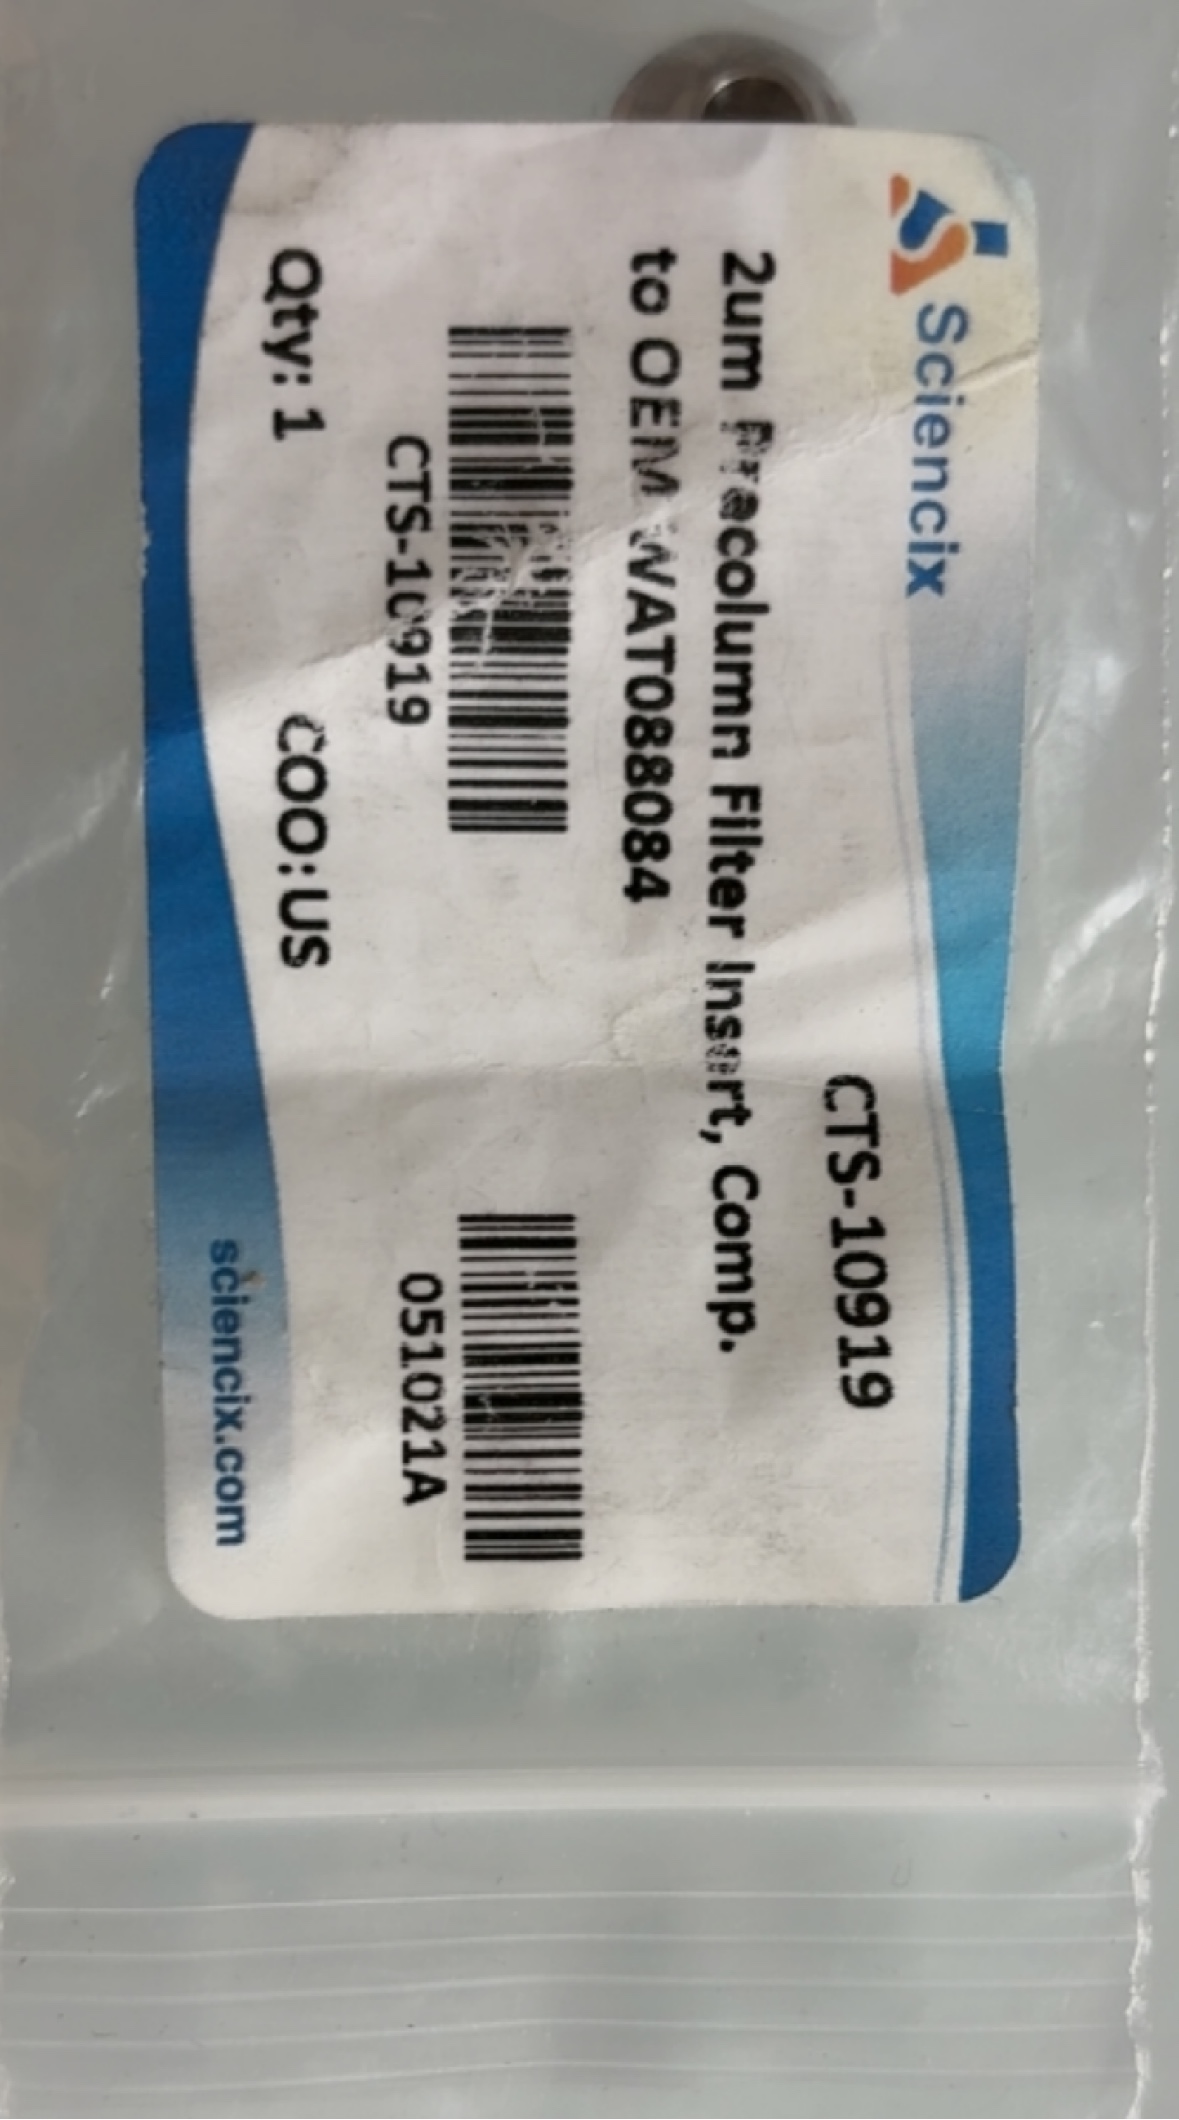 Sciencix
CTS-10919
2um Precolumn Filter Insert, Comp.
to OEM WAT088084
CTS-10919
051021A
Qty: 1
COO:US
sciencix.com